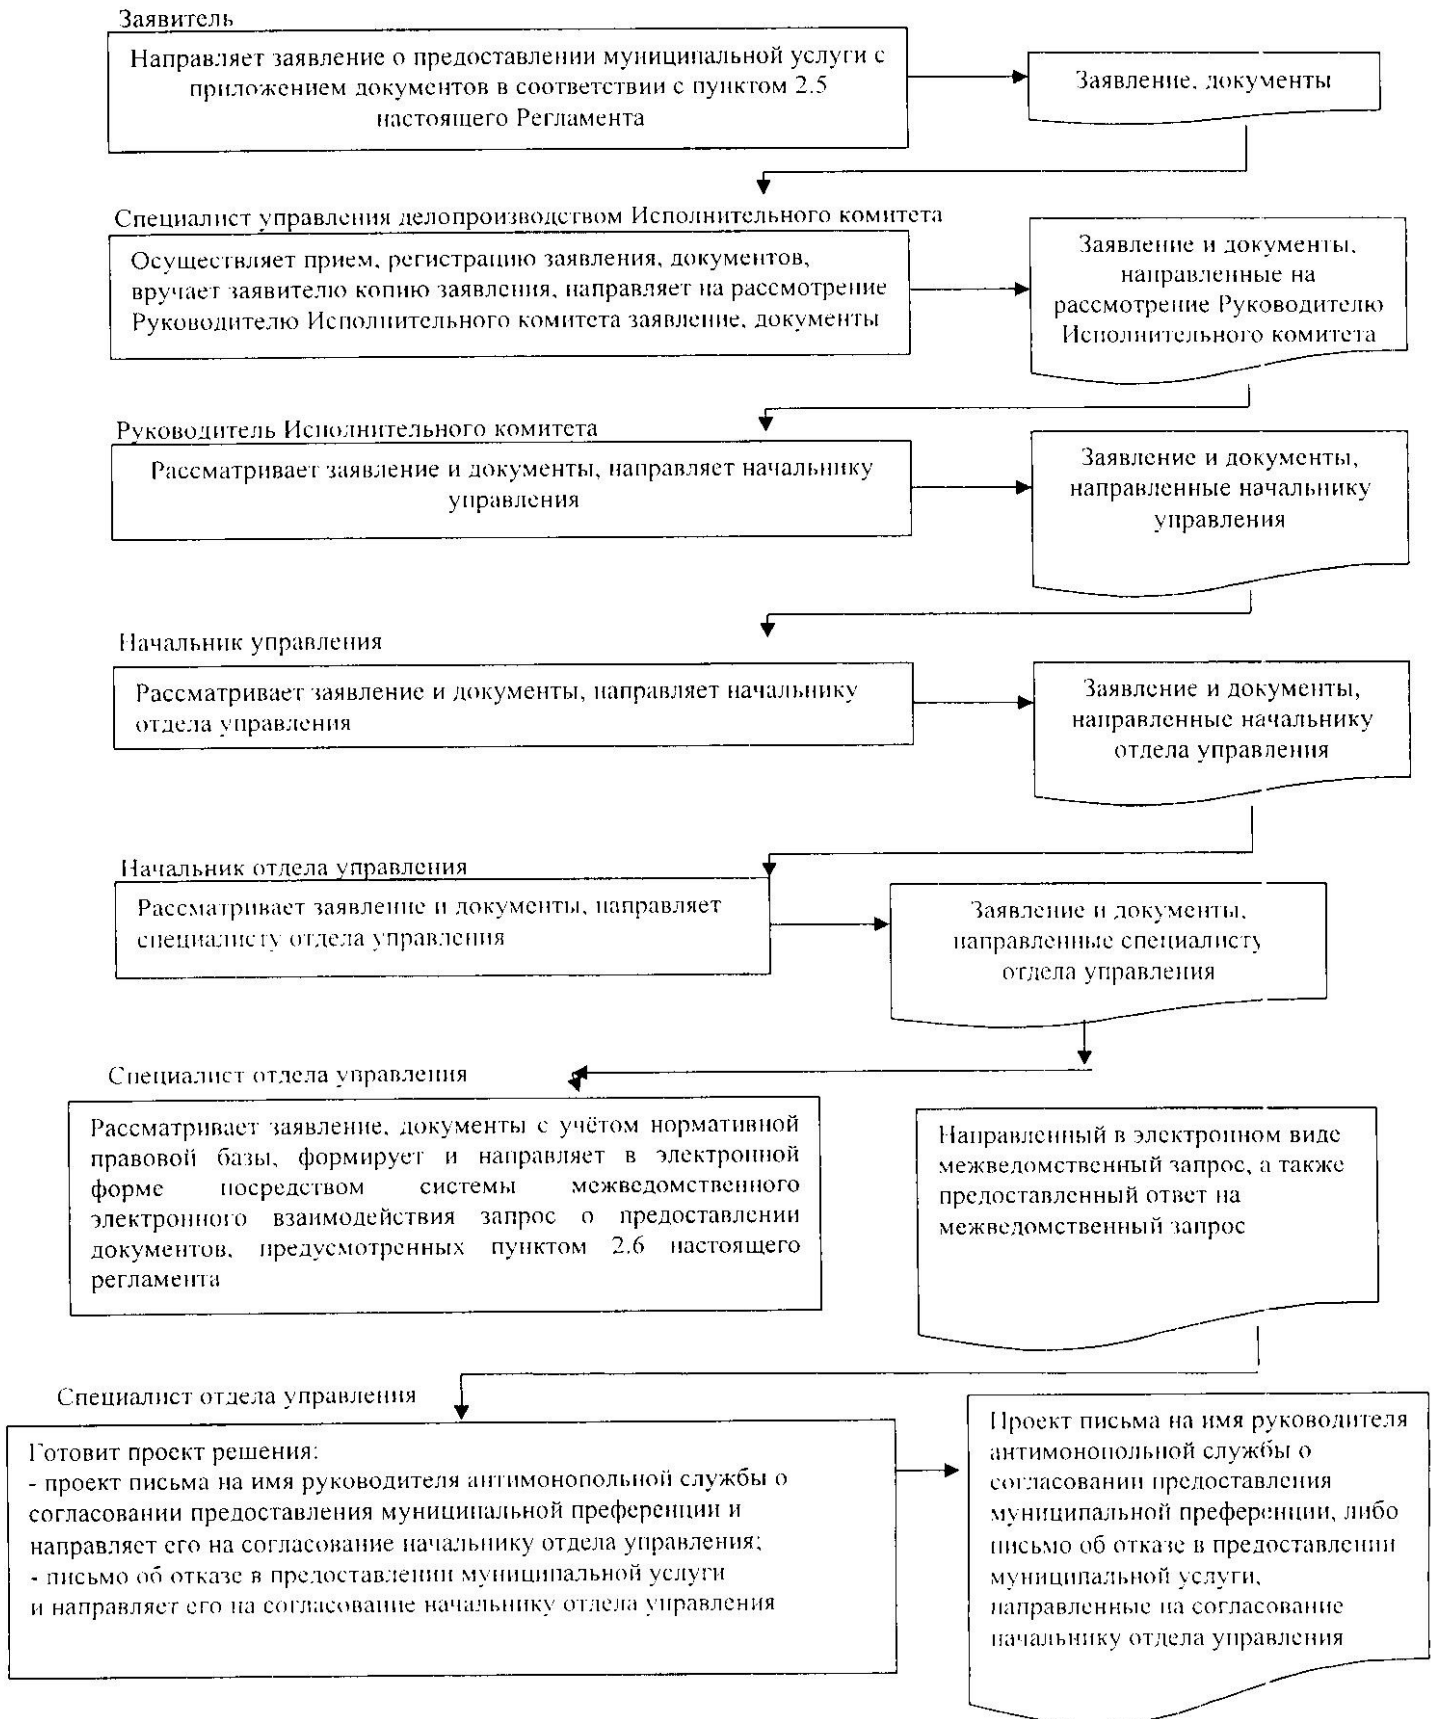 Заявитель
Направляет заявление о предоставлении муниципальной услуги с
приложением документов в соответствии с пунктом 2.5
настоящего Регламента
Заявление, документы
Специалист управления делопроизводством Исполнительного комитета
Осуществляет прием, регистрацию заявления, документов,
вручает заявителю копию заявления, направляет на рассмотрение
Руководителю Исполнительного комитета заявление, документы
Заявление и документы,
направленные на
рассмотрение Руководителю
Исполнительного комитета
Руководитель Исполнительного комитета
Рассматривает заявление и документы, направляет начальнику
управления
Заявление и документы,
направленные начальнику
управления
Начальник управления
Рассматривает заявление и документы, направляет начальнику
отдела управления
Заявление и документы,
направленные начальнику
отдела управления
Начальник отдела управления
Рассматривает заявление и документы, направляет
специалисту отдела управления
Заявление и документы,
направленные специалисту
отдела управления
Специалист отдела управления
Рассматривает заявление, документы с учётом нормативной
правовой базы, формирует и направляет в электронной
форме посредством системы межведомственного
электронного взаимодействия запрос о предоставлении
документов, предусмотренных пунктом 2.6 настоящего
регламента
Направленный в электронном виде
межведомственный запрос, а также
предоставленный ответ на
межведомственный запрос
Специалист отдела управления
Готовит проект решения:
- проект письма на имя руководителя антимонопольной службы о
согласовании предоставления муниципальной преференции и
направляет его на согласование начальнику отдела управления;
- письмо об отказе в предоставлении муниципальной услуги
и направляет его на согласование начальнику отдела управления
Проект письма на имя руководителя
антимонопольной службы о
согласовании предоставления
муниципальной преференции, либо
письмо об отказе в предоставлении
муниципальной услуги,
направленные на согласование
начальнику отдела управления